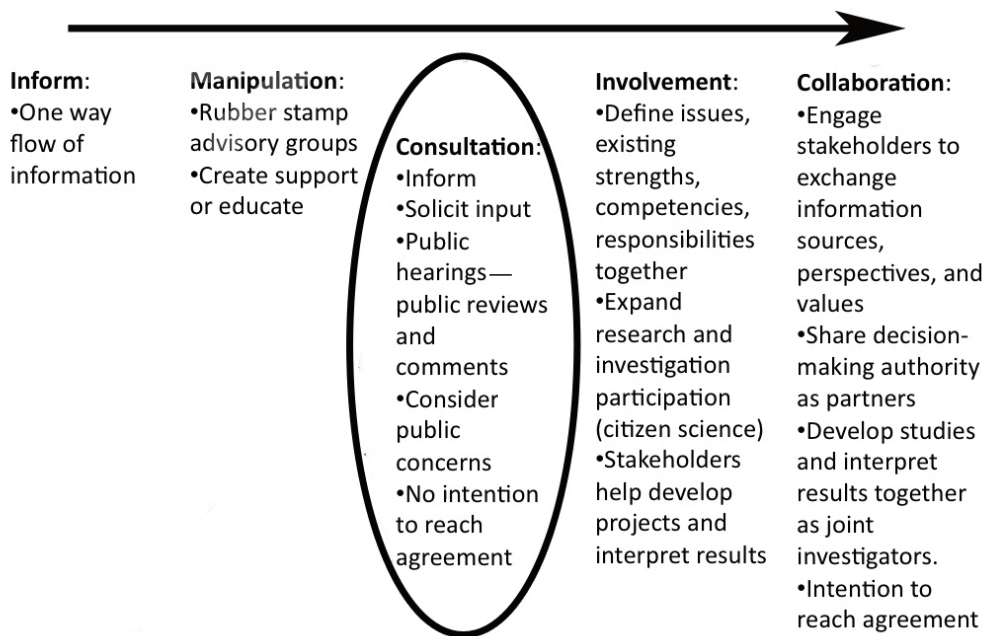 Inform:
•One way
flow of
information
Manipulation:
•Rubber stamp
advisory groups
•Create support
or educate
Consultation:
•Inform
•Solicit input
•Public
hearings—
public reviews
and
comments
•Consider
public
concerns
•No intention
to reach
agreement
Involvement:
•Define issues,
existing
strengths,
competencies,
responsibilities
together
•Expand
research and
investigation
participation
(citizen science)
•Stakeholders
help develop
projects and
interpret results
Collaboration:
•Engage
stakeholders to
exchange
information
sources,
perspectives, and
values
•Share decision-
making authority
as partners
•Develop studies
and interpret
results together
as joint
investigators.
•Intention to
reach agreement